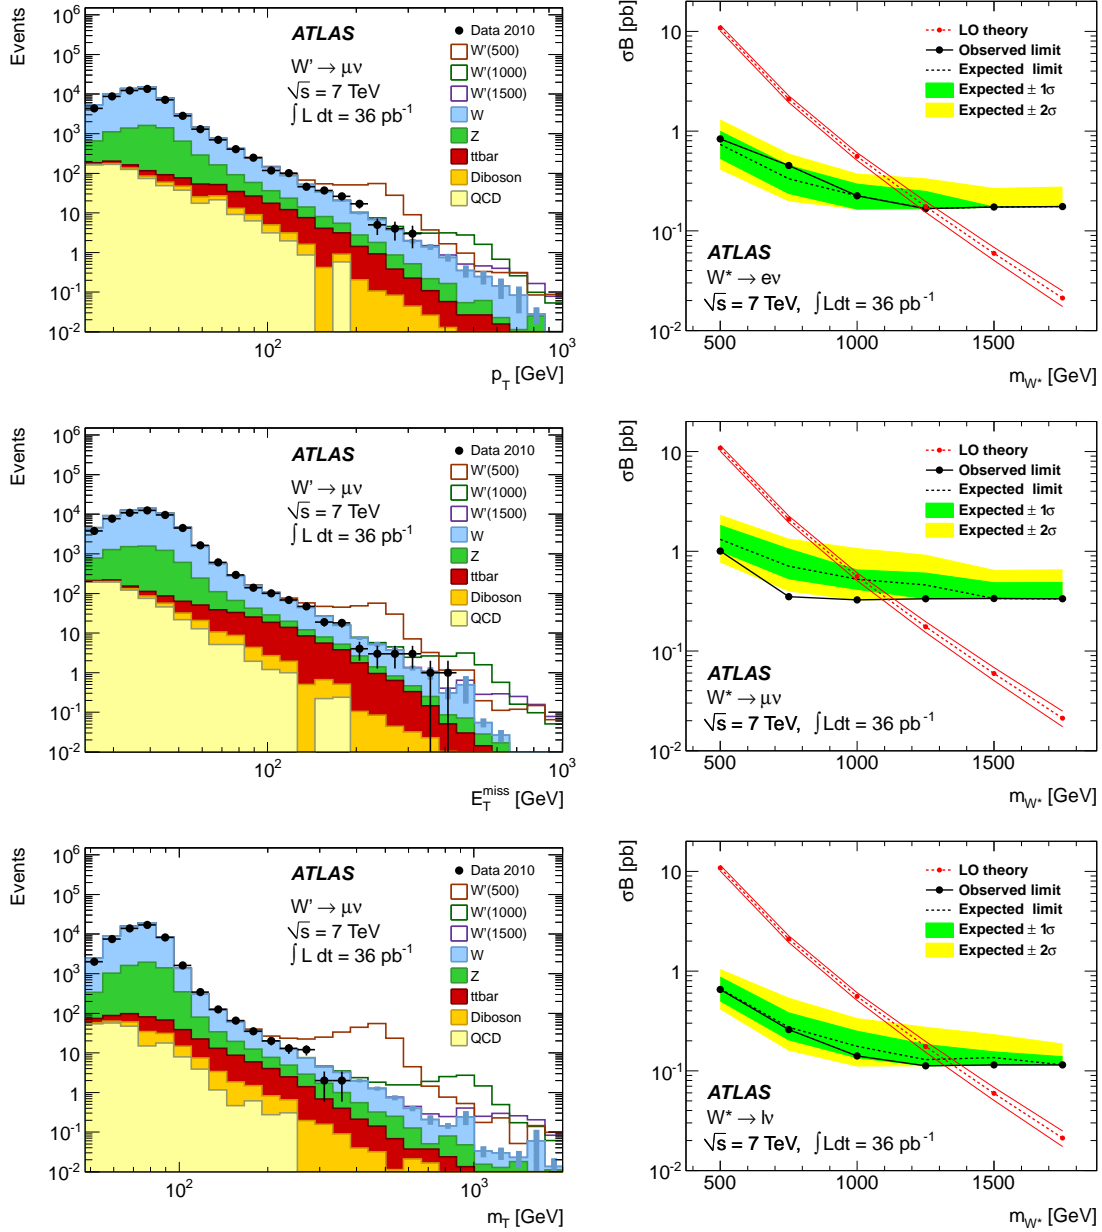 Events
10^6
10^5
10^4
10^3
10^2
10
1
10^-1
10^-2
ATLAS
W' → μν
√s = 7 TeV
∫ L dt = 36 pb^-1
Data 2010
W'(500)
W'(1000)
W'(1500)
W
Z
ttbar
Diboson
QCD
10^2
10^3
p_T [GeV]
σB [pb]
10
1
10^-1
10^-2
LO theory
Observed limit
Expected limit
Expected ± 1σ
Expected ± 2σ
ATLAS
W* → eν
√s = 7 TeV, ∫Ldt = 36 pb^-1
500
1000
1500
m_W* [GeV]
Events
10^6
10^5
10^4
10^3
10^2
10
1
10^-1
10^-2
ATLAS
W' → μν
√s = 7 TeV
∫ L dt = 36 pb^-1
Data 2010
W'(500)
W'(1000)
W'(1500)
W
Z
ttbar
Diboson
QCD
10^2
10^3
E_T^miss [GeV]
σB [pb]
10
1
10^-1
10^-2
LO theory
Observed limit
Expected limit
Expected ± 1σ
Expected ± 2σ
ATLAS
W* → μν
√s = 7 TeV, ∫Ldt = 36 pb^-1
500
1000
1500
m_W* [GeV]
Events
10^6
10^5
10^4
10^3
10^2
10
1
10^-1
10^-2
ATLAS
W' → μν
√s = 7 TeV
∫ L dt = 36 pb^-1
Data 2010
W'(500)
W'(1000)
W'(1500)
W
Z
ttbar
Diboson
QCD
10^2
10^3
m_T [GeV]
σB [pb]
10
1
10^-1
10^-2
LO theory
Observed limit
Expected limit
Expected ± 1σ
Expected ± 2σ
ATLAS
W* → lν
√s = 7 TeV, ∫Ldt = 36 pb^-1
500
1000
1500
m_W* [GeV]